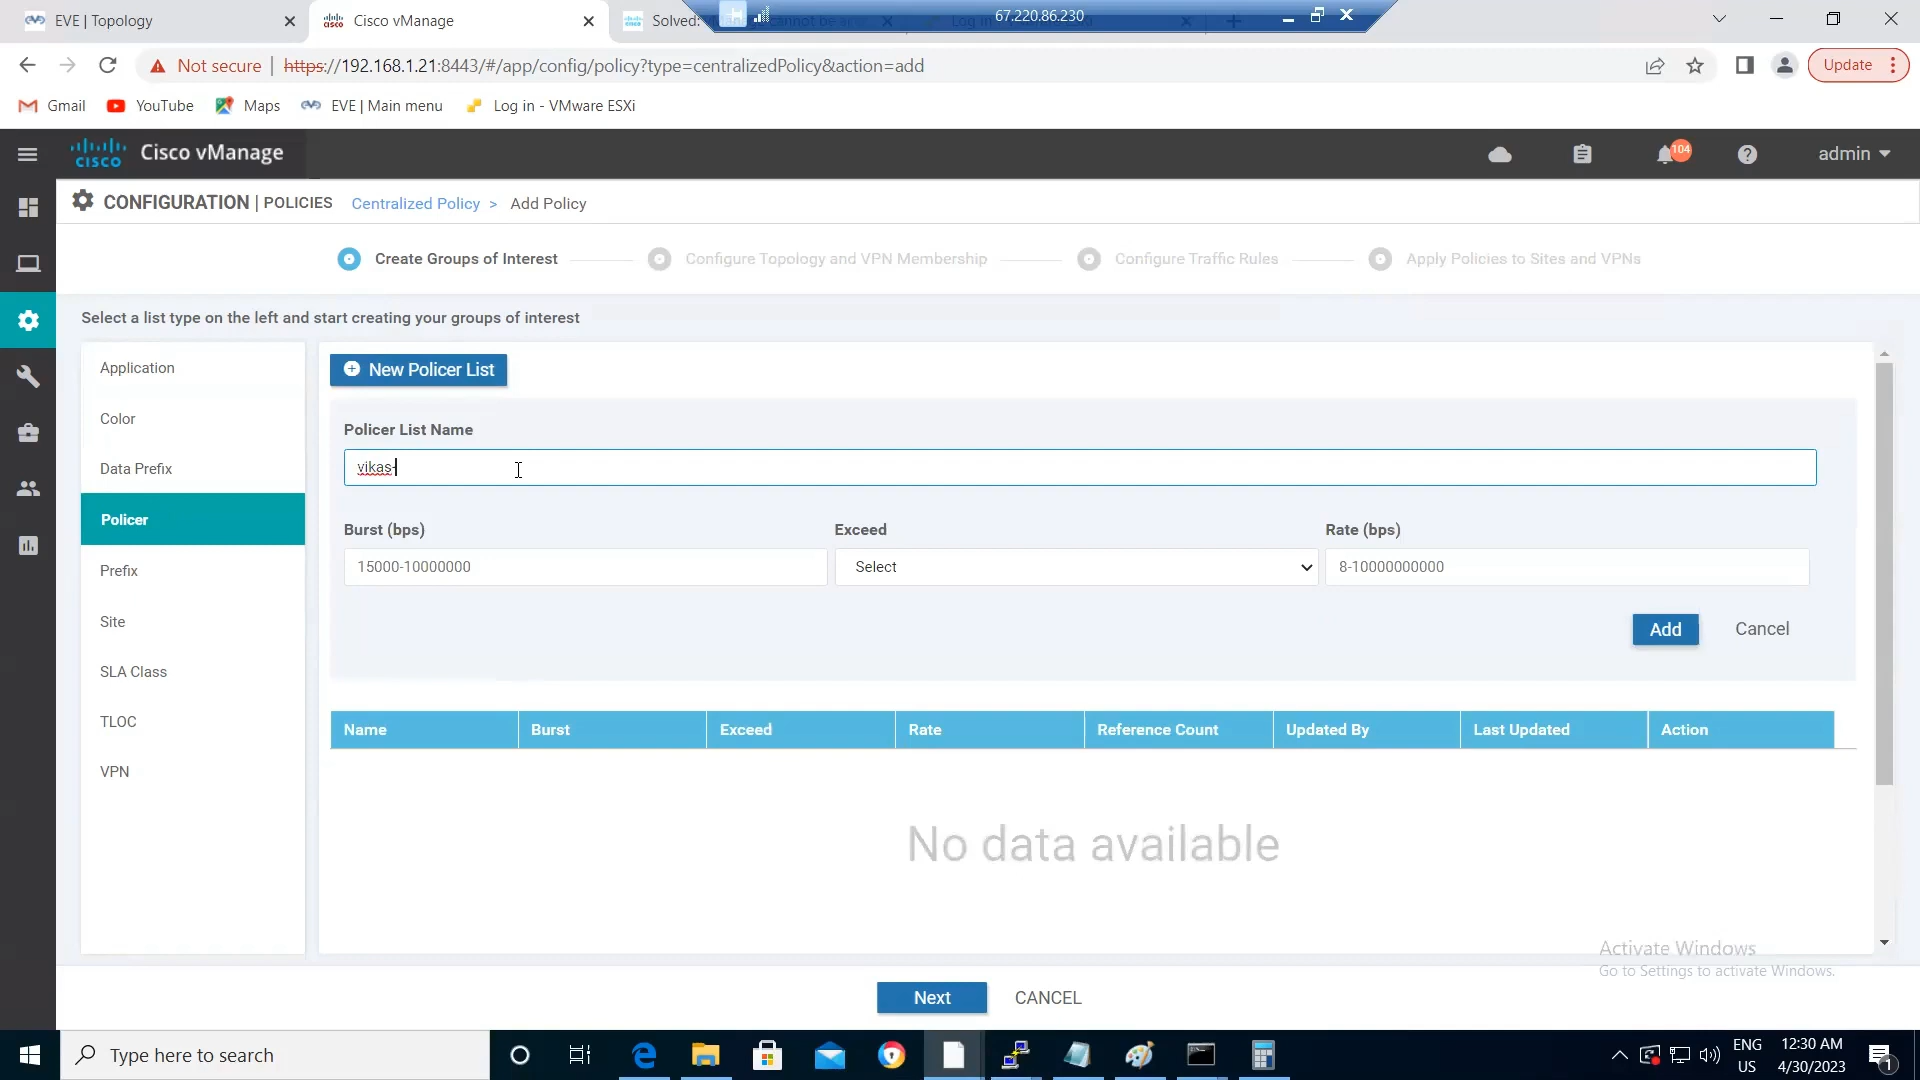 EVE | Topology
Cisco vManage
Solved:
67.220.86.230
Not secure | https://192.168.1.21:8443/#/app/config/policy?type=centralizedPolicy&action=add
Update
Gmail
YouTube
Maps
EVE | Main menu
Log in - VMware ESXi
cisco
Cisco vManage
104
admin
CONFIGURATION | POLICIES Centralized Policy > Add Policy
Create Groups of Interest
Configure Topology and VPN Membership
Configure Traffic Rules
Apply Policies to Sites and VPNs
Select a list type on the left and start creating your groups of interest
Application
Color
Data Prefix
Policer
Prefix
Site
SLA Class
TLOC
VPN
New Policer List
Policer List Name
vikas-
Burst (bps)
Exceed
Rate (bps)
15000-10000000
Select
8-10000000000
Add
Cancel
Name
Burst
Exceed
Rate
Reference Count
Updated By
Last Updated
Action
No data available
Activate Windows
Go to Settings to activate Windows.
Next
CANCEL
Type here to search
ENG
US
12:30 AM
4/30/2023
1